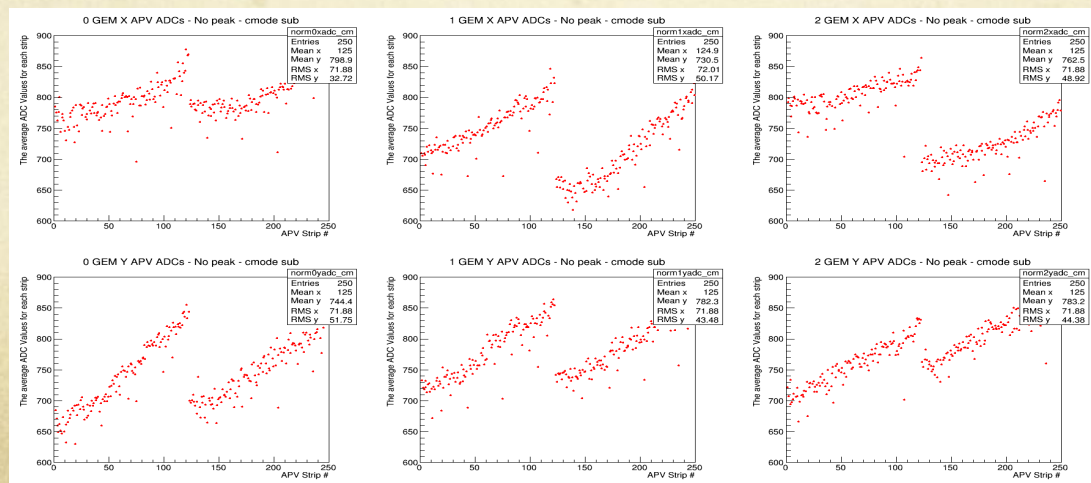 0 GEM X APV ADCs - No peak - cmode sub
norm0xadc_cm
Entries 250
Mean x 125
Mean y 798.9
RMS x 71.88
RMS y 32.72
The average ADC Values for each strip
900
850
800
750
700
650
600
0 50 100 150 200 250
APV Strip #
1 GEM X APV ADCs - No peak - cmode sub
norm1xadc_cm
Entries 250
Mean x 124.9
Mean y 730.5
RMS x 72.01
RMS y 50.17
The average ADC Values for each strip
900
850
800
750
700
650
600
0 50 100 150 200 250
APV Strip #
2 GEM X APV ADCs - No peak - cmode sub
norm2xadc_cm
Entries 250
Mean x 125
Mean y 762.5
RMS x 71.88
RMS y 48.92
The average ADC Values for each strip
900
850
800
750
700
650
600
0 50 100 150 200 250
APV Strip #
0 GEM Y APV ADCs - No peak - cmode sub
norm0yadc_cm
Entries 250
Mean x 125
Mean y 744.4
RMS x 71.88
RMS y 51.75
The average ADC Values for each strip
900
850
800
750
700
650
600
0 50 100 150 200 250
APV Strip #
1 GEM Y APV ADCs - No peak - cmode sub
norm1yadc_cm
Entries 250
Mean x 125
Mean y 782.3
RMS x 71.88
RMS y 43.48
The average ADC Values for each strip
900
850
800
750
700
650
600
0 50 100 150 200 250
APV Strip #
2 GEM Y APV ADCs - No peak - cmode sub
norm2yadc_cm
Entries 250
Mean x 125
Mean y 783.2
RMS x 71.88
RMS y 44.38
The average ADC Values for each strip
900
850
800
750
700
650
600
0 50 100 150 200 250
APV Strip #